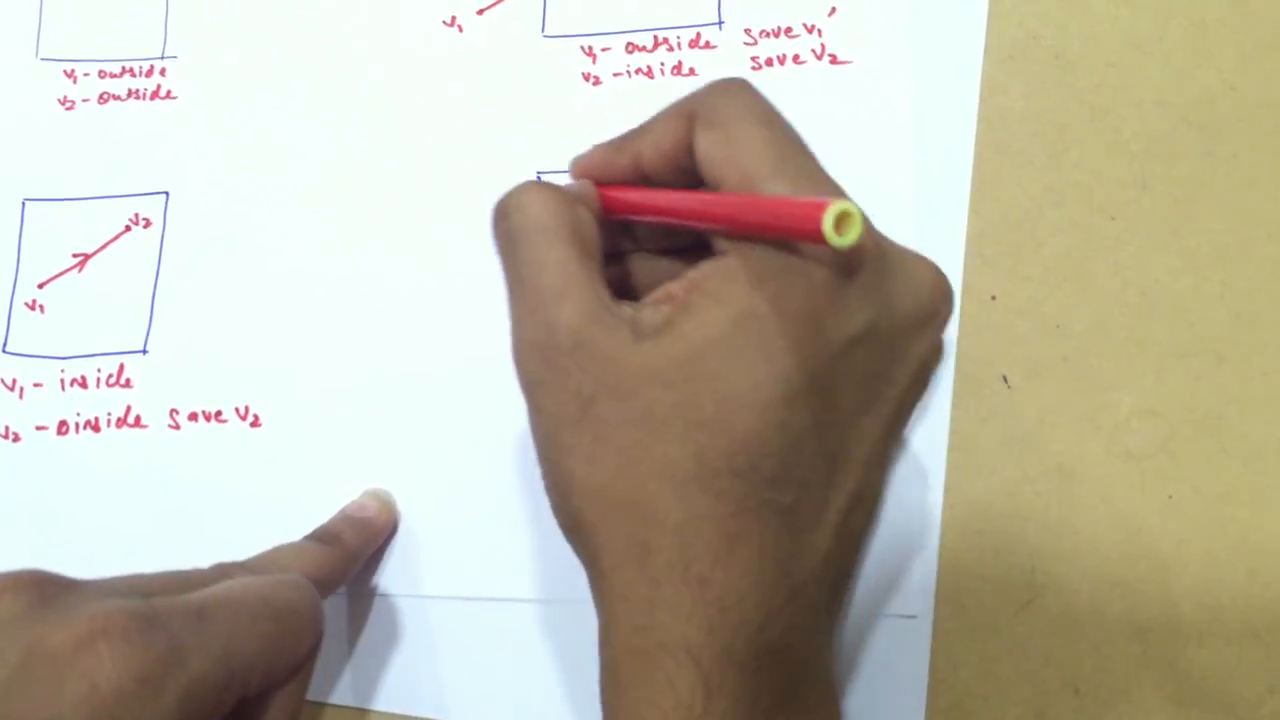 v1
v1 - outside save v1'
v2 - inside save v2
v1 - outside
v2 - outside
v2
v1
v1 - inside
v2 - oinside save v2